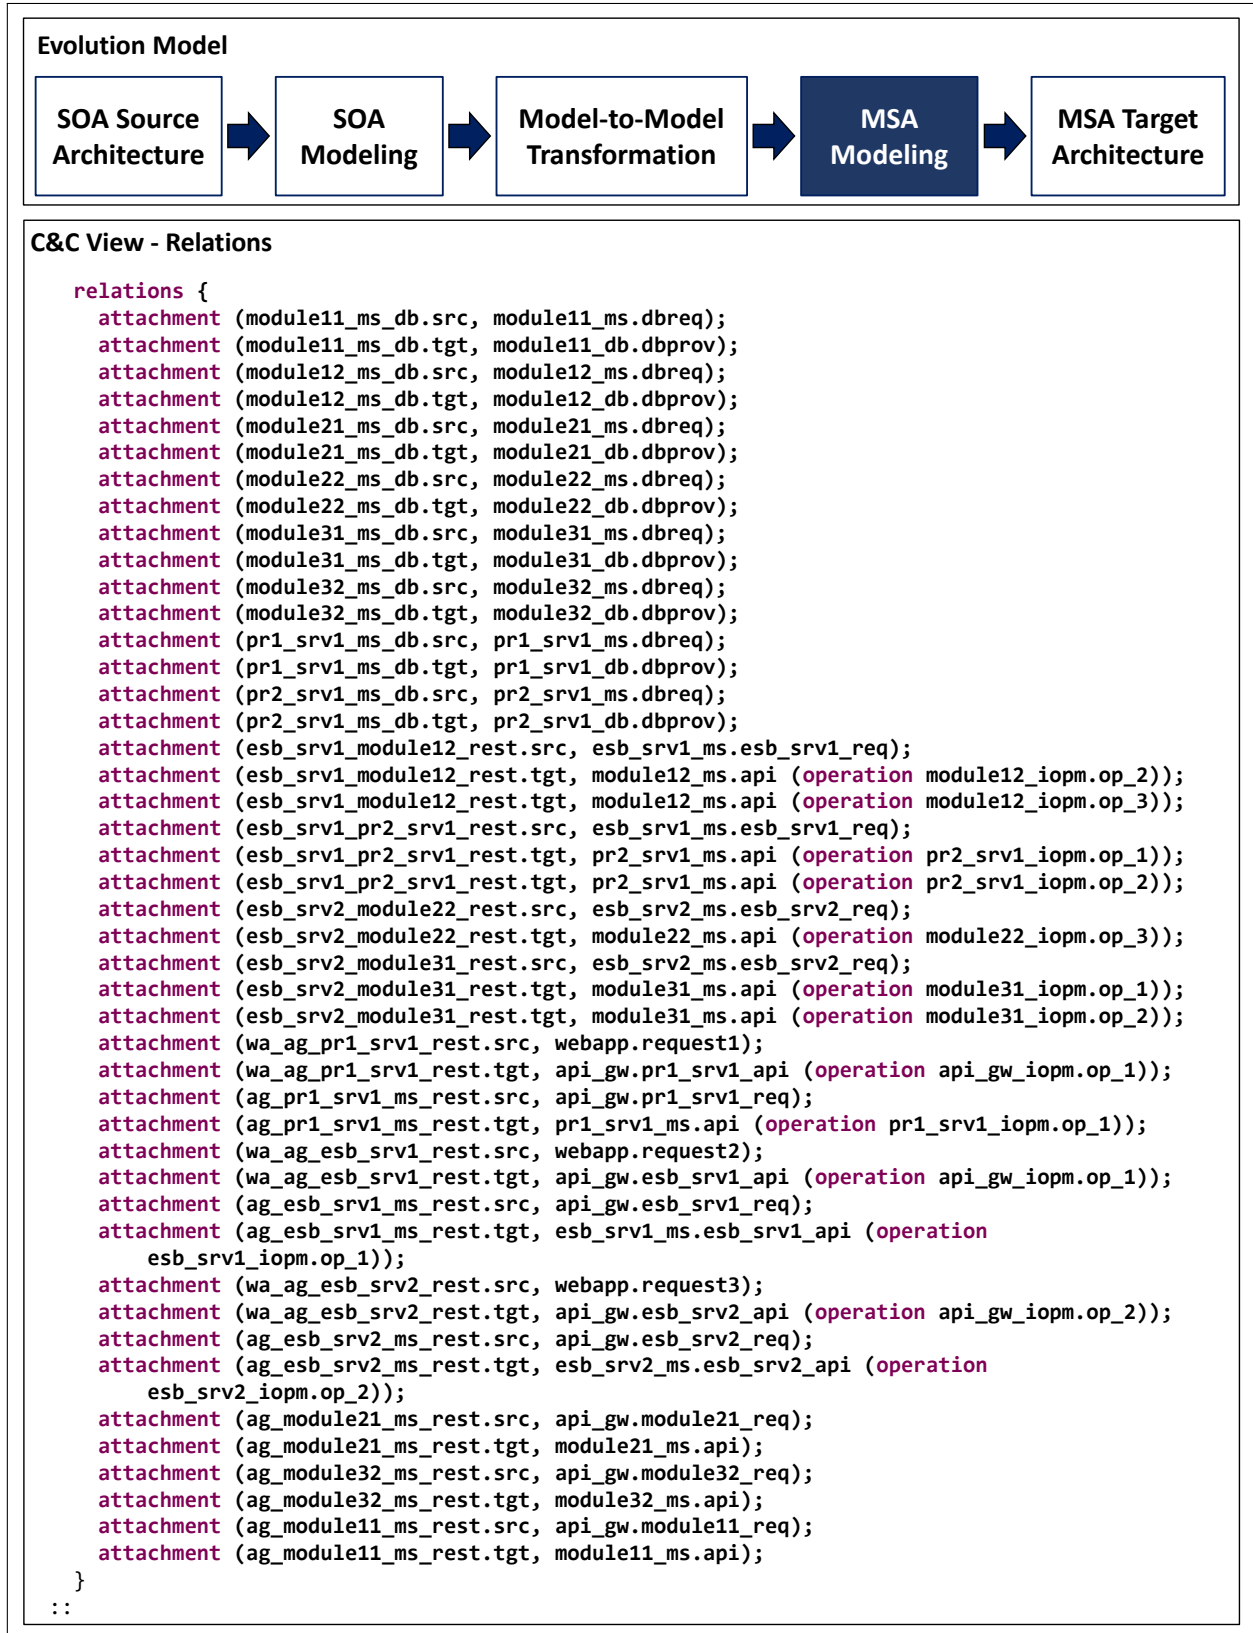 Evolution Model
SOA Source
Architecture
SOA
Modeling
Model-to-Model
Transformation
MSA
Modeling
MSA Target
Architecture
C&C View - Relations
relations {
attachment (module11_ms_db.src, module11_ms.dbreq);
attachment (module11_ms_db.tgt, module11_db.dbprov);
attachment (module12_ms_db.src, module12_ms.dbreq);
attachment (module12_ms_db.tgt, module12_db.dbprov);
attachment (module21_ms_db.src, module21_ms.dbreq);
attachment (module21_ms_db.tgt, module21_db.dbprov);
attachment (module22_ms_db.src, module22_ms.dbreq);
attachment (module22_ms_db.tgt, module22_db.dbprov);
attachment (module31_ms_db.src, module31_ms.dbreq);
attachment (module31_ms_db.tgt, module31_db.dbprov);
attachment (module32_ms_db.src, module32_ms.dbreq);
attachment (module32_ms_db.tgt, module32_db.dbprov);
attachment (pr1_srv1_ms_db.src, pr1_srv1_ms.dbreq);
attachment (pr1_srv1_ms_db.tgt, pr1_srv1_db.dbprov);
attachment (pr2_srv1_ms_db.src, pr2_srv1_ms.dbreq);
attachment (pr2_srv1_ms_db.tgt, pr2_srv1_db.dbprov);
attachment (esb_srv1_module12_rest.src, esb_srv1_ms.esb_srv1_req);
attachment (esb_srv1_module12_rest.tgt, module12_ms.api (operation module12_iopm.op_2));
attachment (esb_srv1_module12_rest.tgt, module12_ms.api (operation module12_iopm.op_3));
attachment (esb_srv1_pr2_srv1_rest.src, esb_srv1_ms.esb_srv1_req);
attachment (esb_srv1_pr2_srv1_rest.tgt, pr2_srv1_ms.api (operation pr2_srv1_iopm.op_1));
attachment (esb_srv1_pr2_srv1_rest.tgt, pr2_srv1_ms.api (operation pr2_srv1_iopm.op_2));
attachment (esb_srv2_module22_rest.src, esb_srv2_ms.esb_srv2_req);
attachment (esb_srv2_module22_rest.tgt, module22_ms.api (operation module22_iopm.op_3));
attachment (esb_srv2_module31_rest.src, esb_srv2_ms.esb_srv2_req);
attachment (esb_srv2_module31_rest.tgt, module31_ms.api (operation module31_iopm.op_1));
attachment (esb_srv2_module31_rest.tgt, module31_ms.api (operation module31_iopm.op_2));
attachment (wa_ag_pr1_srv1_rest.src, webapp.request1);
attachment (wa_ag_pr1_srv1_rest.tgt, api_gw.pr1_srv1_api (operation api_gw_iopm.op_1));
attachment (ag_pr1_srv1_ms_rest.src, api_gw.pr1_srv1_req);
attachment (ag_pr1_srv1_ms_rest.tgt, pr1_srv1_ms.api (operation pr1_srv1_iopm.op_1));
attachment (wa_ag_esb_srv1_rest.src, webapp.request2);
attachment (wa_ag_esb_srv1_rest.tgt, api_gw.esb_srv1_api (operation api_gw_iopm.op_1));
attachment (ag_esb_srv1_ms_rest.src, api_gw.esb_srv1_req);
attachment (ag_esb_srv1_ms_rest.tgt, esb_srv1_ms.esb_srv1_api (operation
esb_srv1_iopm.op_1));
attachment (wa_ag_esb_srv2_rest.src, webapp.request3);
attachment (wa_ag_esb_srv2_rest.tgt, api_gw.esb_srv2_api (operation api_gw_iopm.op_2));
attachment (ag_esb_srv2_ms_rest.src, api_gw.esb_srv2_req);
attachment (ag_esb_srv2_ms_rest.tgt, esb_srv2_ms.esb_srv2_api (operation
esb_srv2_iopm.op_2));
attachment (ag_module21_ms_rest.src, api_gw.module21_req);
attachment (ag_module21_ms_rest.tgt, module21_ms.api);
attachment (ag_module32_ms_rest.src, api_gw.module32_req);
attachment (ag_module32_ms_rest.tgt, module32_ms.api);
attachment (ag_module11_ms_rest.src, api_gw.module11_req);
attachment (ag_module11_ms_rest.tgt, module11_ms.api);
}
::